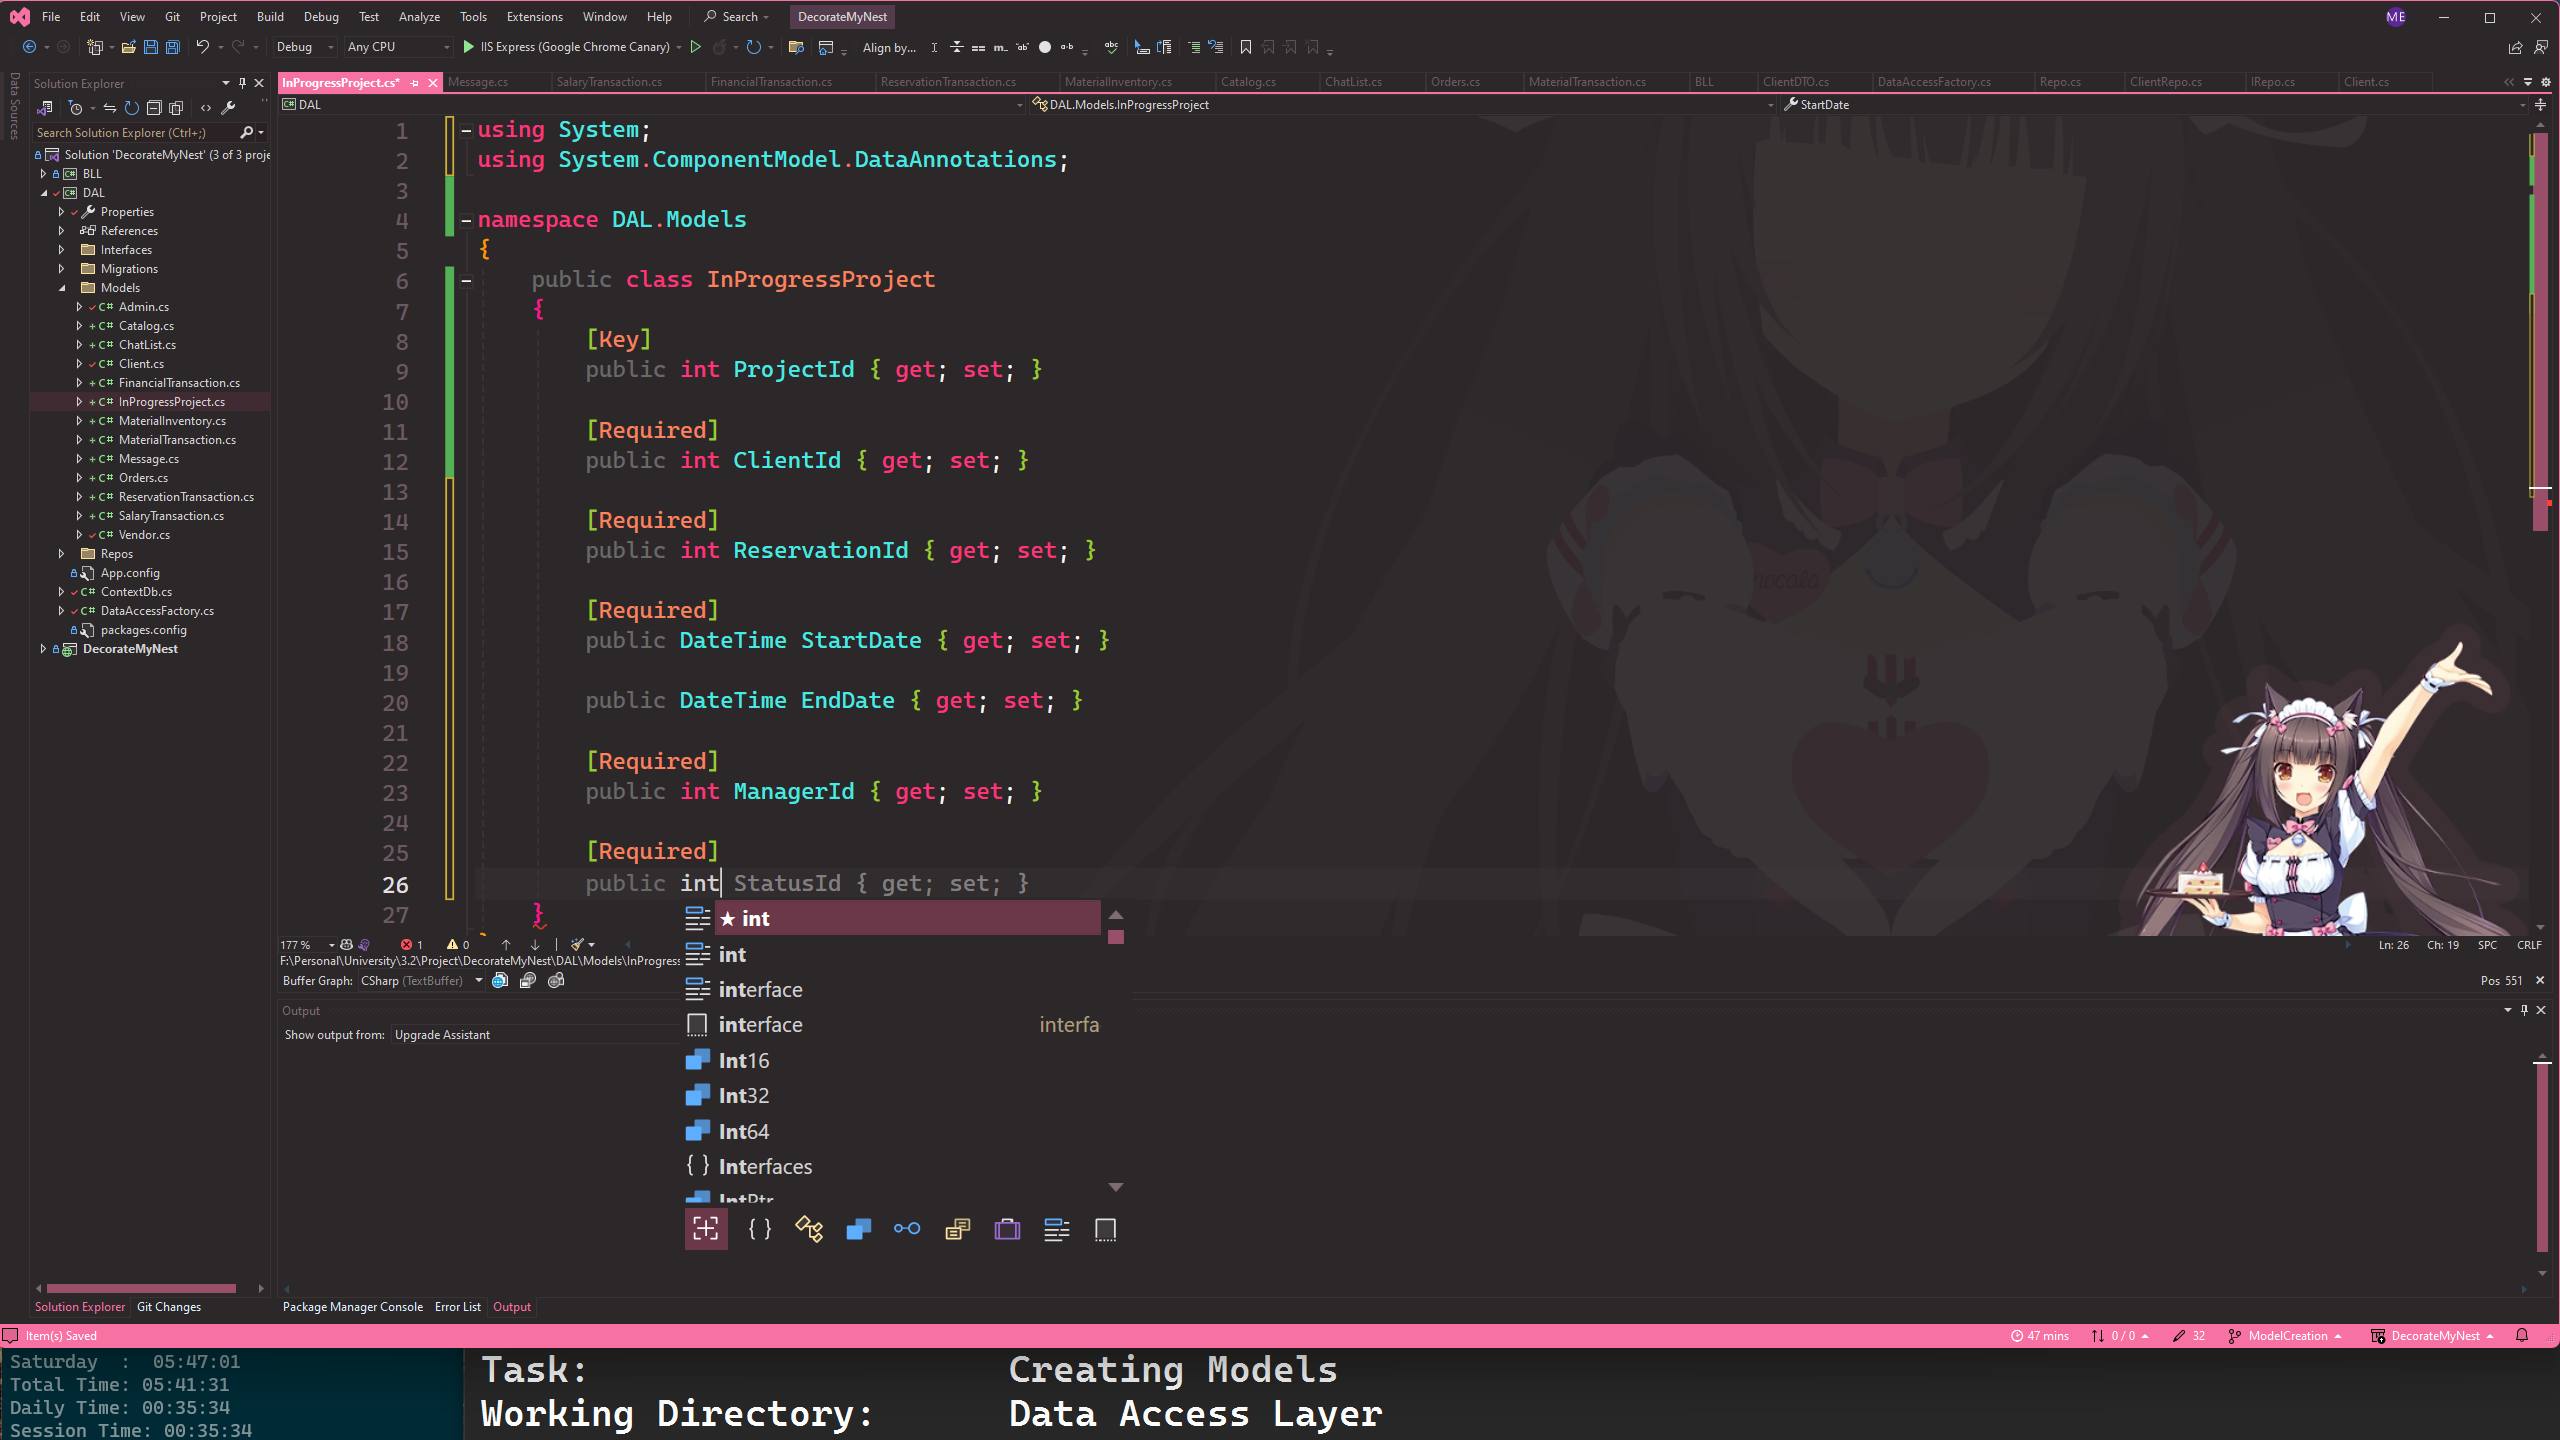 File Edit View Git Project Build Debug Test Analyze Tools Extensions Window Help Search DecorateMyNest ME
Debug Any CPU IIS Express (Google Chrome Canary) Align by...
Data Sources
Solution Explorer
Search Solution Explorer (Ctrl+;)
Solution 'DecorateMyNest' (3 of 3 proje
BLL
DAL
Properties
References
Interfaces
Migrations
Models
C# Admin.cs
C# Catalog.cs
C# ChatList.cs
C# Client.cs
C# FinancialTransaction.cs
C# InProgressProject.cs
C# MaterialInventory.cs
C# MaterialTransaction.cs
C# Message.cs
C# Orders.cs
C# ReservationTransaction.cs
C# SalaryTransaction.cs
C# Vendor.cs
Repos
App.config
C# ContextDb.cs
C# DataAccessFactory.cs
packages.config
DecorateMyNest
InProgressProject.cs* Message.cs SalaryTransaction.cs FinancialTransaction.cs ReservationTransaction.cs MaterialInventory.cs Catalog.cs ChatList.cs Orders.cs MaterialTransaction.cs BLL ClientDTO.cs DataAccessFactory.cs Repo.cs ClientRepo.cs IRepo.cs Client.cs
DAL DAL.Models.InProgressProject StartDate
1 using System;
2 using System.ComponentModel.DataAnnotations;
3
4 namespace DAL.Models
5 {
6 public class InProgressProject
7 {
8 [Key]
9 public int ProjectId { get; set; }
10
11 [Required]
12 public int ClientId { get; set; }
13
14 [Required]
15 public int ReservationId { get; set; }
16
17 [Required]
18 public DateTime StartDate { get; set; }
19
20 public DateTime EndDate { get; set; }
21
22 [Required]
23 public int ManagerId { get; set; }
24
25 [Required]
26 public int StatusId { get; set; }
27 }
★ int
int
interface
interface interfa
Int16
Int32
Int64
{ } Interfaces
IntPtr
177 % 1 0 Ln: 26 Ch: 19 SPC CRLF
F:\Personal\University\3.2\Project\DecorateMyNest\DAL\Models\InProgress
Buffer Graph: CSharp (TextBuffer) Pos 551
Output
Show output from: Upgrade Assistant
Solution Explorer Git Changes Package Manager Console Error List Output
Item(s) Saved 47 mins 0 / 0 32 ModelCreation DecorateMyNest
Saturday : 05:47:01
Total Time: 05:41:31
Daily Time: 00:35:34
Session Time: 00:35:34
Task: Creating Models
Working Directory: Data Access Layer